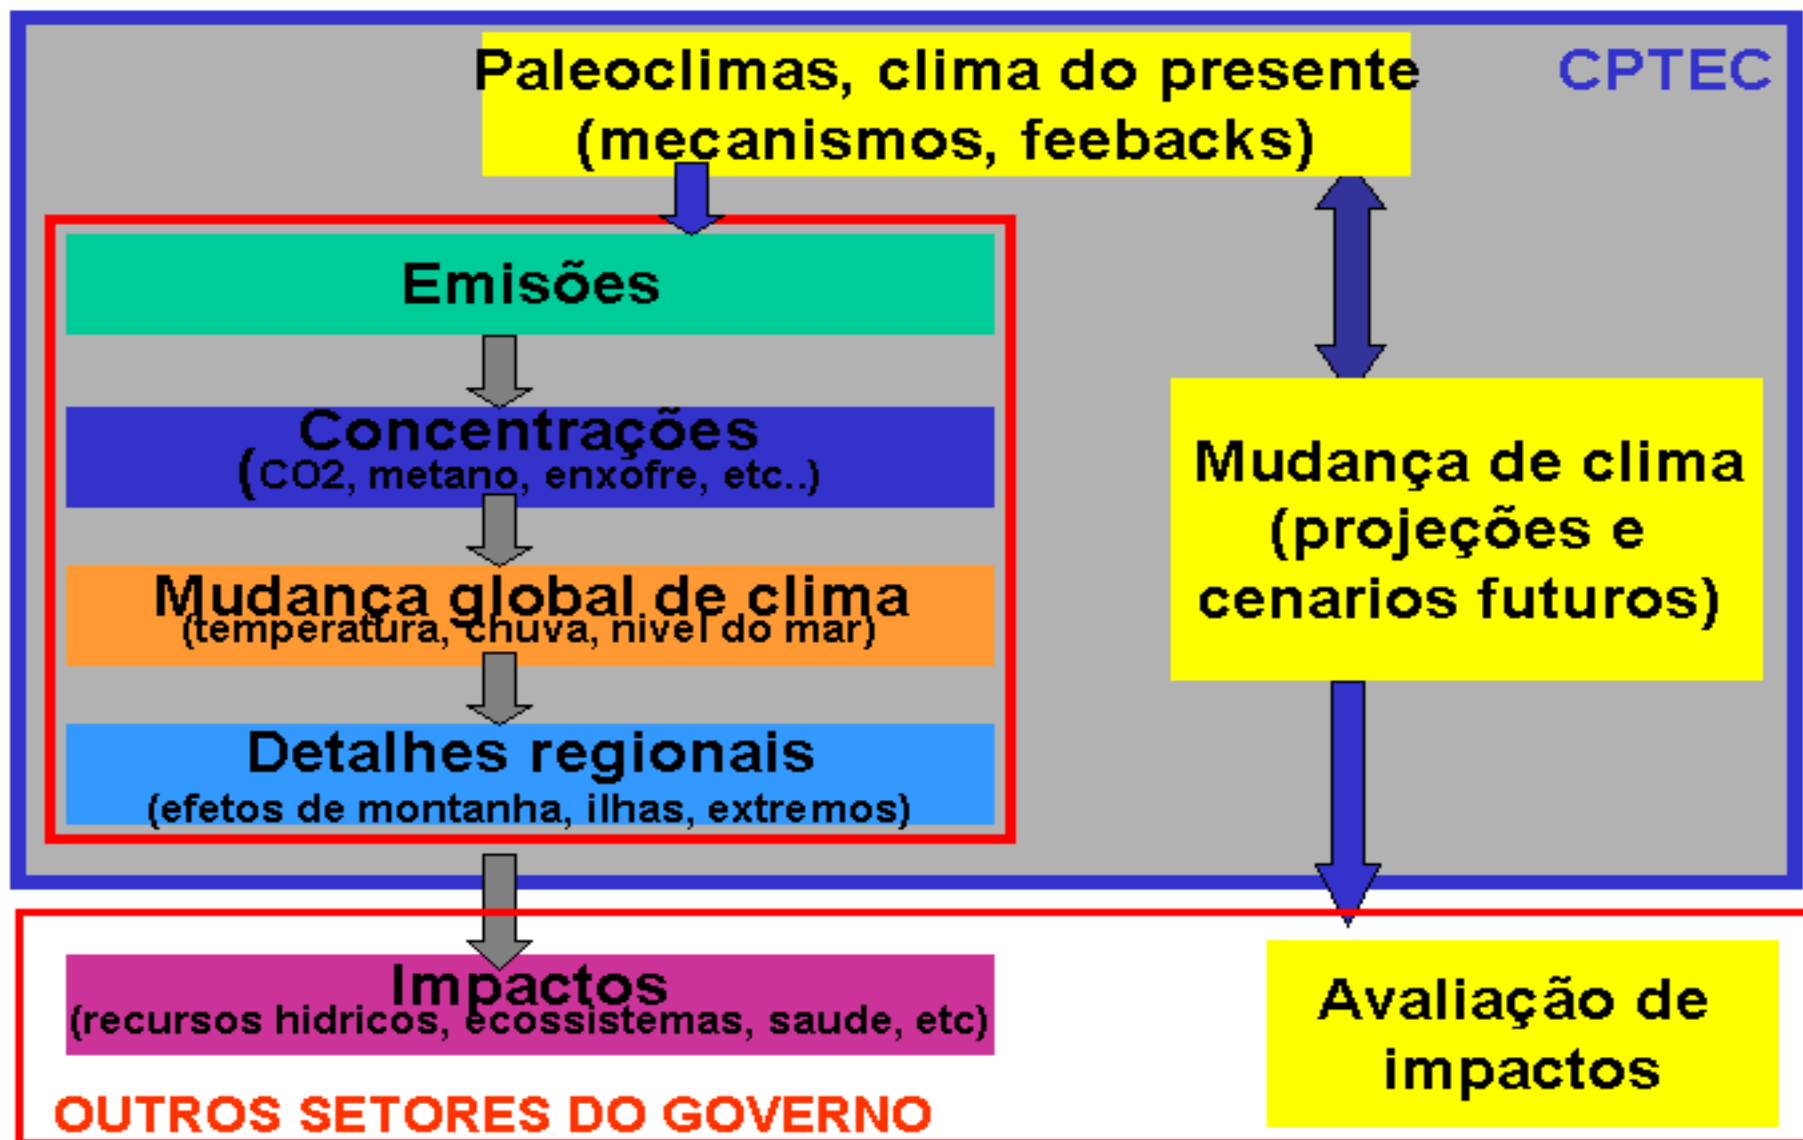 Paleoclimas, clima do presente
(mecanismos, feebacks)
CPTEC
Emisões
Concentrações
(CO2, metano, enxofre, etc..)
Mudança global de clima
(temperatura, chuva, nivel do mar)
Detalhes regionais
(efetos de montanha, ilhas, extremos)
Mudança de clima
(projeções e
cenarios futuros)
Impactos
(recursos hidricos, ecossistemas, saude, etc)
Avaliação de
impactos
OUTROS SETORES DO GOVERNO